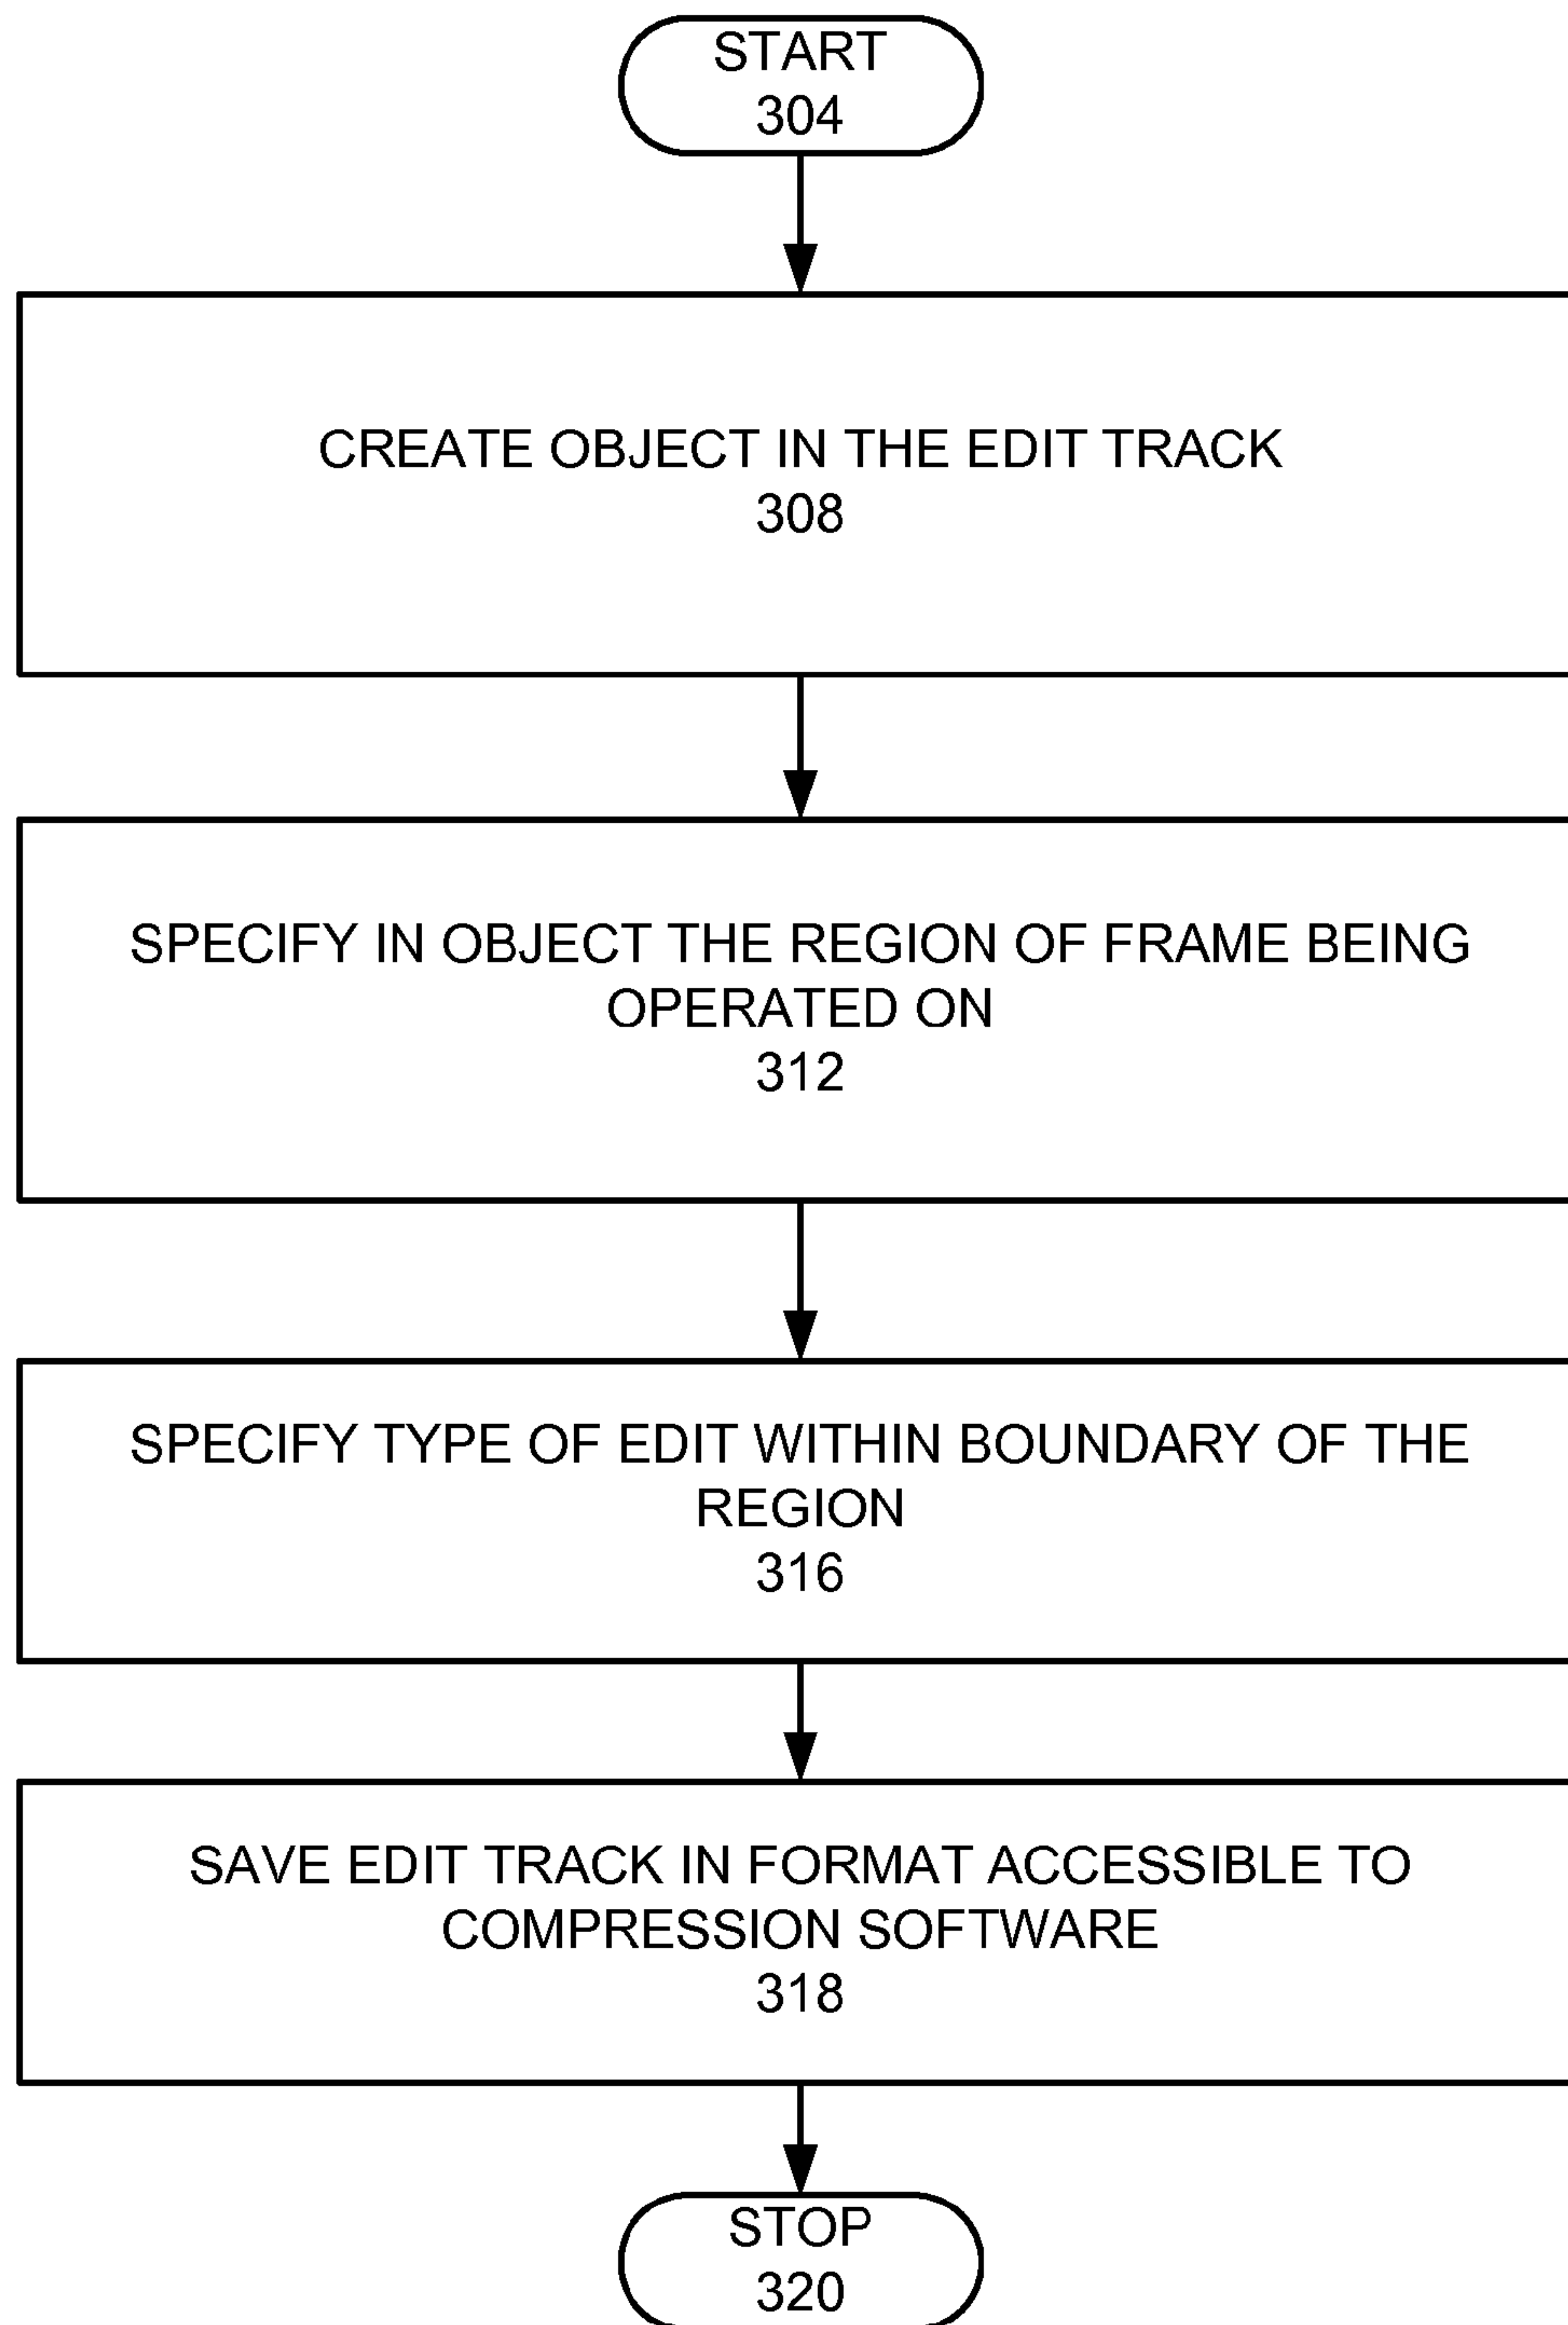 START
304
CREATE OBJECT IN THE EDIT TRACK
308
SPECIFY IN OBJECT THE REGION OF FRAME BEING
OPERATED ON
312
SPECIFY TYPE OF EDIT WITHIN BOUNDARY OF THE
REGION
316
SAVE EDIT TRACK IN FORMAT ACCESSIBLE TO
COMPRESSION SOFTWARE
318
STOP
320